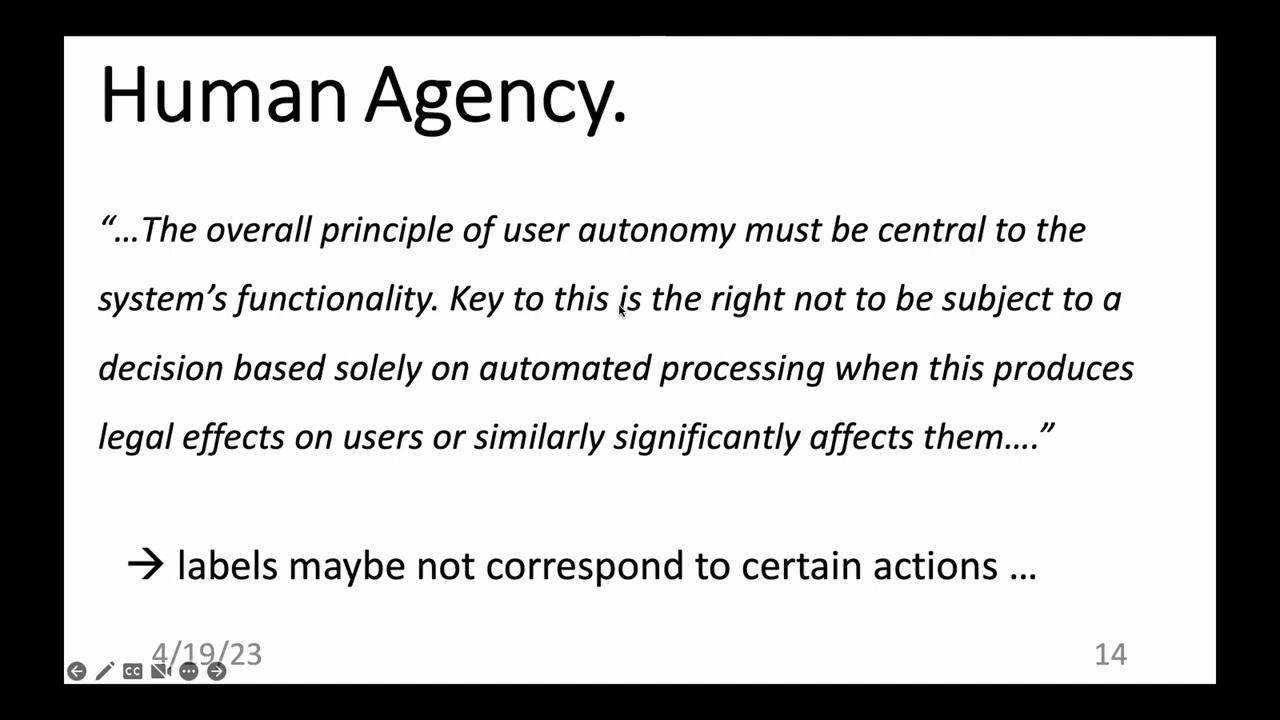 Human Agency.
“…The overall principle of user autonomy must be central to the
system’s functionality. Key to this is the right not to be subject to a
decision based solely on automated processing when this produces
legal effects on users or similarly significantly affects them….”
→ labels maybe not correspond to certain actions …
4/19/23
CC
14